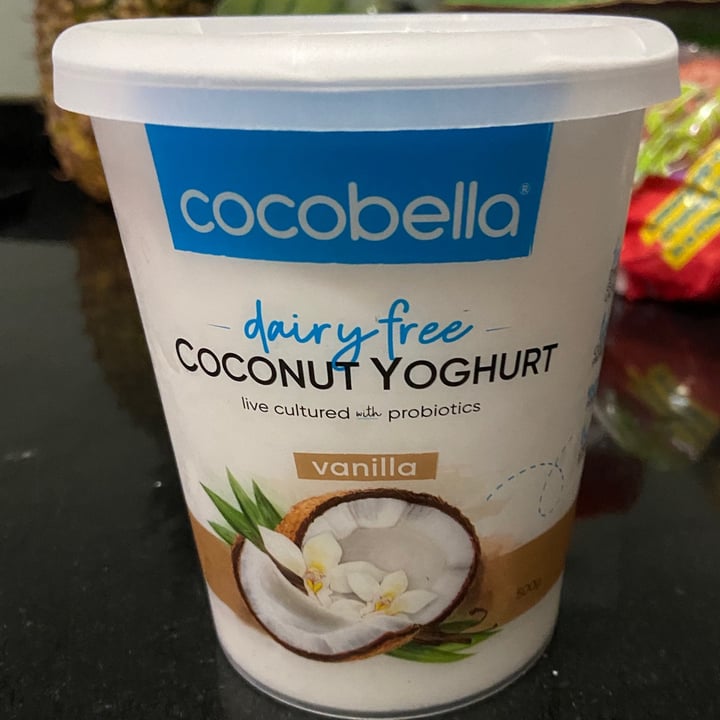 cocobella®
dairy free
COCONUT YOGHURT
live cultured with probiotics
vanilla
500g